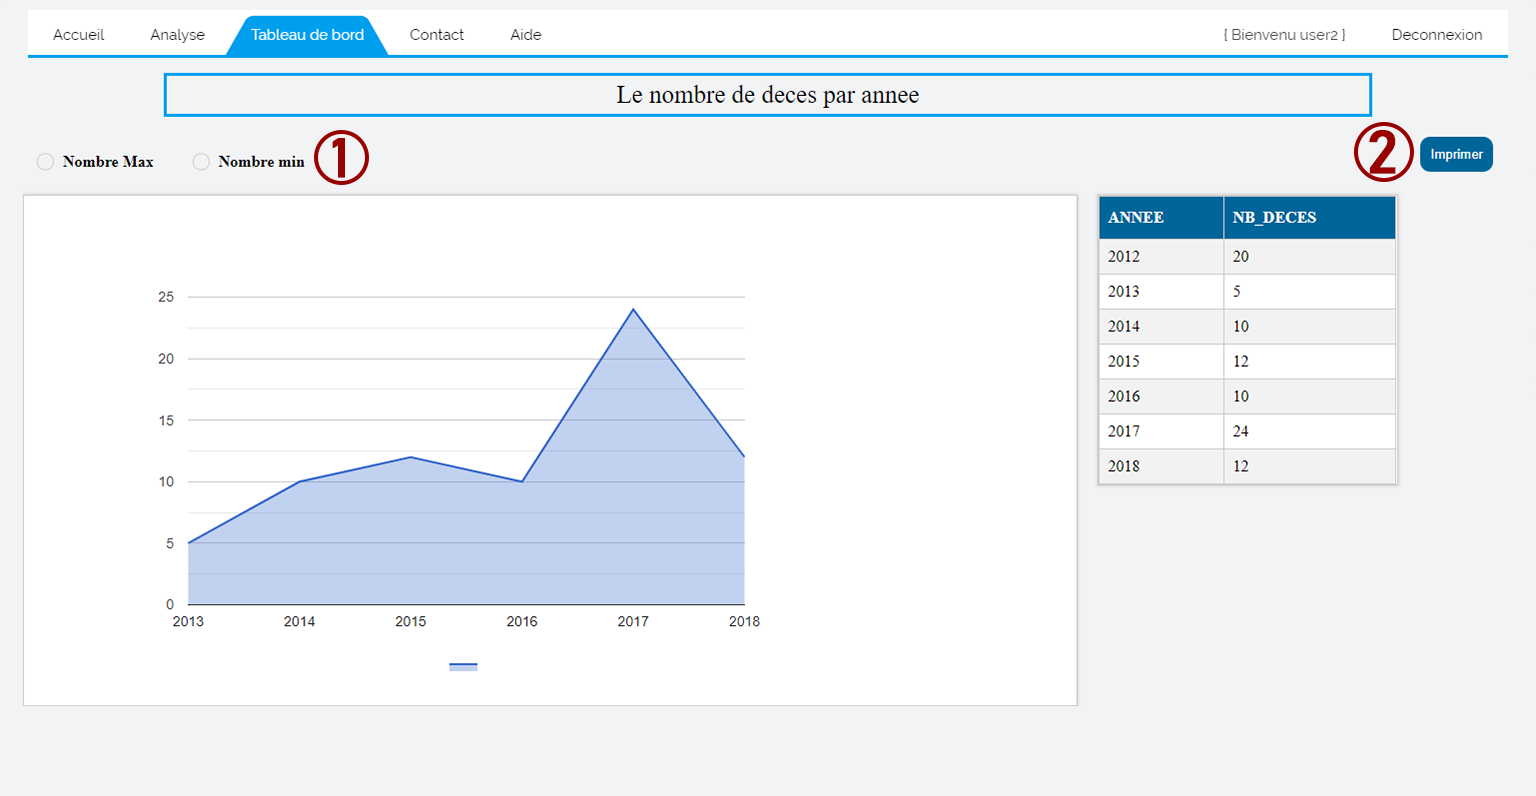 Accueil Analyse Tableau de bord Contact Aide { Bienvenu user2 } Deconnexion
Le nombre de deces par annee
Nombre Max Nombre min 1 2 Imprimer
ANNEE NB_DECES
2012 20
2013 5
2014 10
2015 12
2016 10
2017 24
2018 12
25
20
15
10
5
0
2013 2014 2015 2016 2017 2018